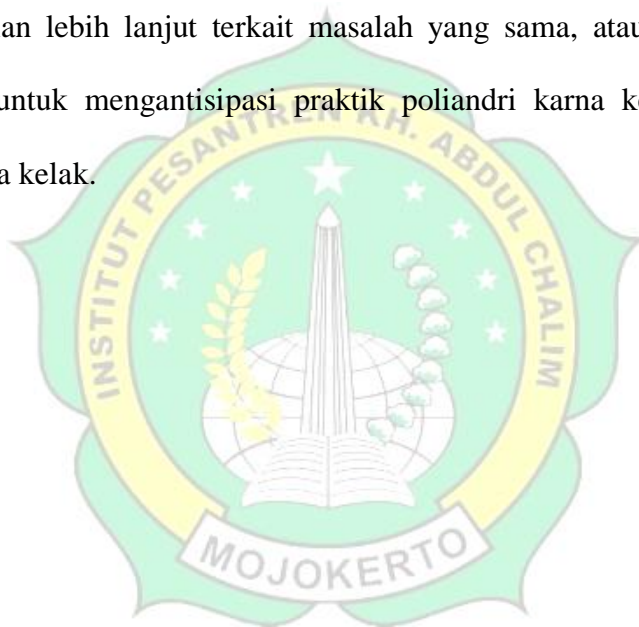 an lebih lanjut terkait masalah yang sama, atau
untuk mengantisipasi praktik poliandri karna k
a kelak.
INSTITUT PESANTREN KH. ABDUL CHALIM
MOJOKERTO